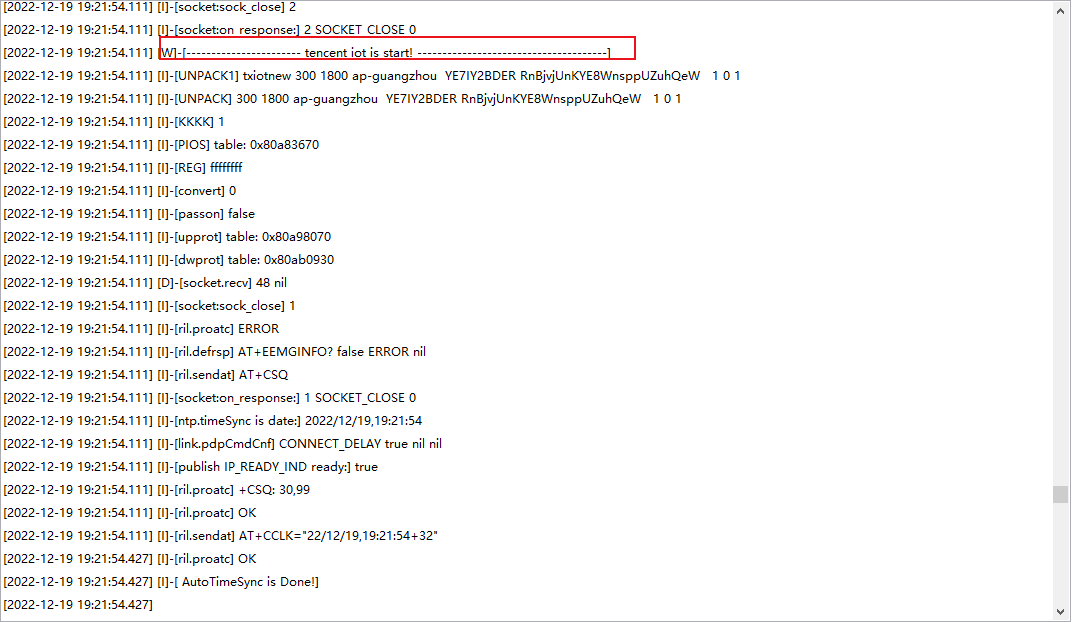 [2022-12-19 19:21:54.111] [I]-[socket:sock_close] 2
[2022-12-19 19:21:54.111] [I]-[socket:on_response:] 2 SOCKET_CLOSE 0
[2022-12-19 19:21:54.111] [W]-[----------------------- tencent iot is start! --------------------------------------]
[2022-12-19 19:21:54.111] [I]-[UNPACK1] txiotnew 300 1800 ap-guangzhou  YE7IY2BDER RnBjvjUnKYE8WnsppUZuhQeW   1 0 1
[2022-12-19 19:21:54.111] [I]-[UNPACK] 300 1800 ap-guangzhou  YE7IY2BDER RnBjvjUnKYE8WnsppUZuhQeW   1 0 1
[2022-12-19 19:21:54.111] [I]-[KKKK] 1
[2022-12-19 19:21:54.111] [I]-[PIOS] table: 0x80a83670
[2022-12-19 19:21:54.111] [I]-[REG] ffffffff
[2022-12-19 19:21:54.111] [I]-[convert] 0
[2022-12-19 19:21:54.111] [I]-[passon] false
[2022-12-19 19:21:54.111] [I]-[upprot] table: 0x80a98070
[2022-12-19 19:21:54.111] [I]-[dwprot] table: 0x80ab0930
[2022-12-19 19:21:54.111] [D]-[socket.recv] 48 nil
[2022-12-19 19:21:54.111] [I]-[socket:sock_close] 1
[2022-12-19 19:21:54.111] [I]-[ril.proatc] ERROR
[2022-12-19 19:21:54.111] [I]-[ril.defrsp] AT+EEMGINFO? false ERROR nil
[2022-12-19 19:21:54.111] [I]-[ril.sendat] AT+CSQ
[2022-12-19 19:21:54.111] [I]-[socket:on_response:] 1 SOCKET_CLOSE 0
[2022-12-19 19:21:54.111] [I]-[ntp.timeSync is date:] 2022/12/19,19:21:54
[2022-12-19 19:21:54.111] [I]-[link.pdpCmdCnf] CONNECT_DELAY true nil nil
[2022-12-19 19:21:54.111] [I]-[publish IP_READY_IND ready:] true
[2022-12-19 19:21:54.111] [I]-[ril.proatc] +CSQ: 30,99
[2022-12-19 19:21:54.111] [I]-[ril.proatc] OK
[2022-12-19 19:21:54.111] [I]-[ril.sendat] AT+CCLK="22/12/19,19:21:54+32"
[2022-12-19 19:21:54.427] [I]-[ril.proatc] OK
[2022-12-19 19:21:54.427] [I]-[ AutoTimeSync is Done!]
[2022-12-19 19:21:54.427]